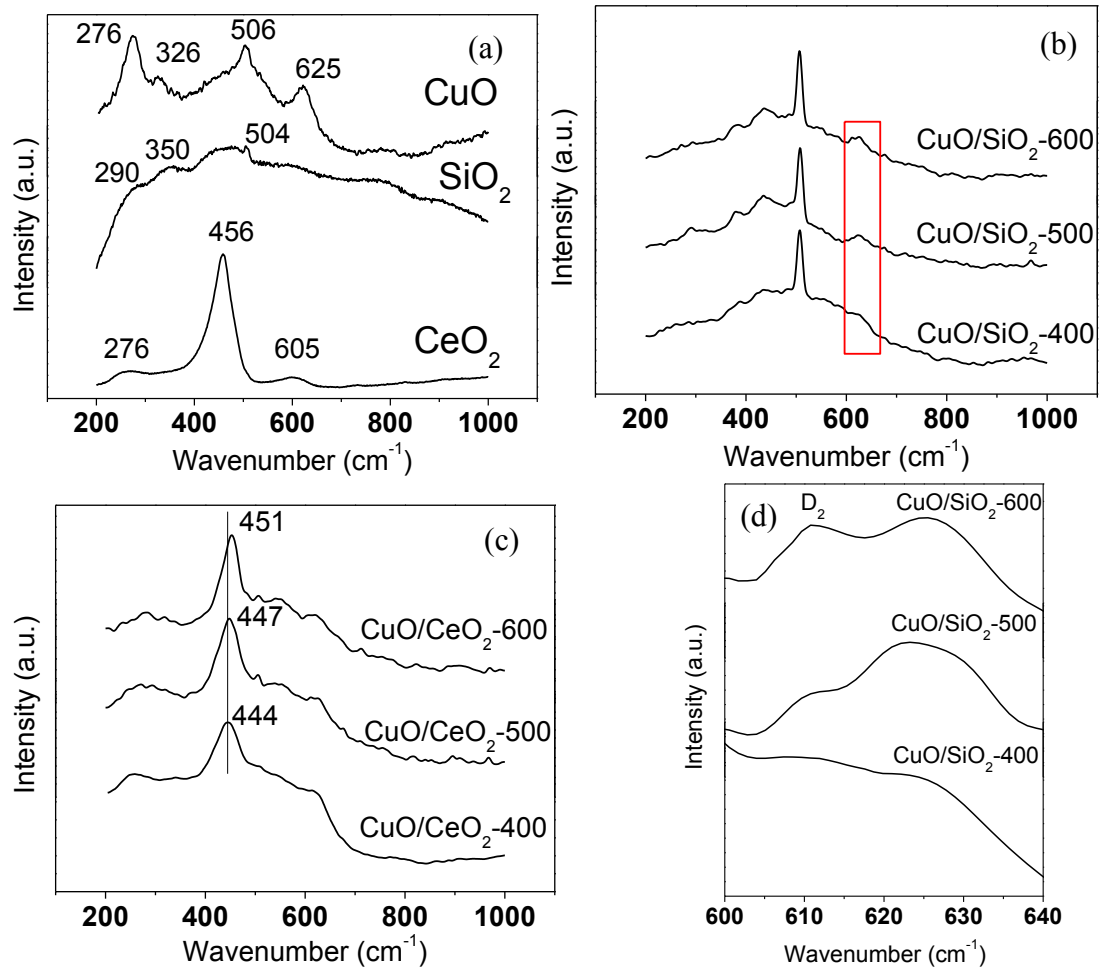 (a)
276
326
506
625
CuO
290
350
504
SiO2
456
276
605
CeO2
Intensity (a.u.)
200 400 600 800 1000
Wavenumber (cm-1)
(b)
CuO/SiO2-600
CuO/SiO2-500
CuO/SiO2-400
Intensity (a.u.)
200 400 600 800 1000
Wavenumber (cm-1)
(c)
451
CuO/CeO2-600
447
CuO/CeO2-500
444
CuO/CeO2-400
Intensity (a.u.)
200 400 600 800 1000
Wavenumber (cm-1)
(d)
D2
CuO/SiO2-600
CuO/SiO2-500
CuO/SiO2-400
Intensity (a.u.)
600 610 620 630 640
Wavenumber (cm-1)